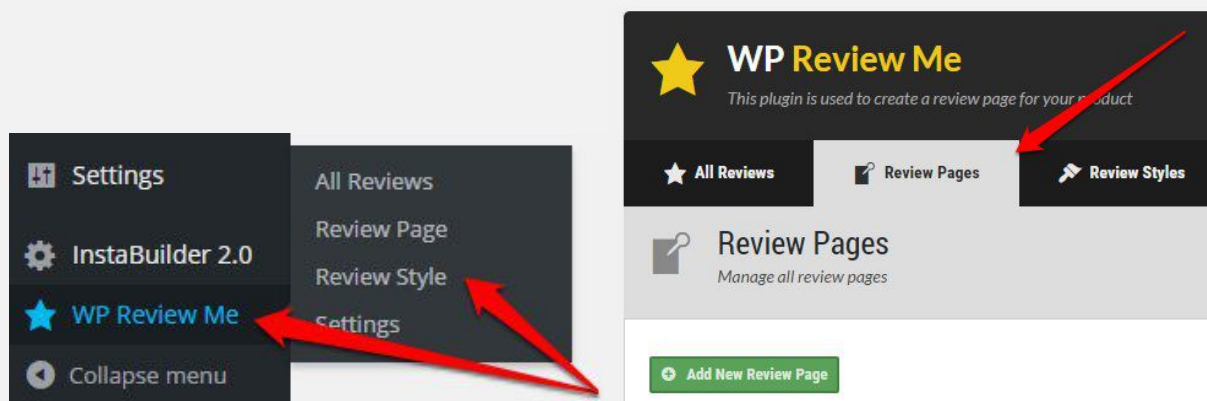 Settings
InstaBuilder 2.0
WP Review Me
Collapse menu
All Reviews
Review Page
Review Style
Settings
WP Review Me
This plugin is used to create a review page for your product
All Reviews
Review Pages
Review Styles
Review Pages
Manage all review pages
Add New Review Page